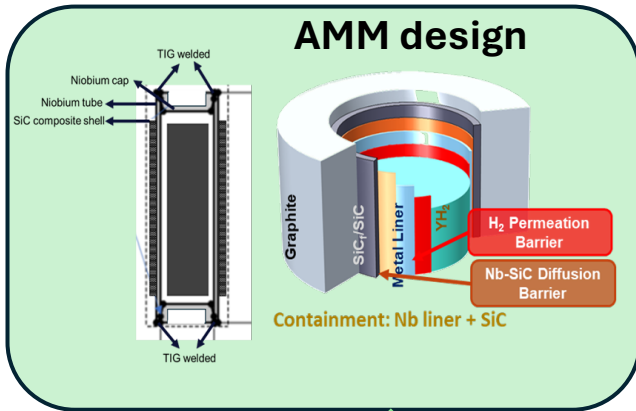 AMM design
TIG welded
Niobium cap
Niobium tube
SiC composite shell
TIG welded
Graphite
SiCf/SiC
Metal Liner
YH2
H2 Permeation
Barrier
Nb-SiC Diffusion
Barrier
Containment: Nb liner + SiC